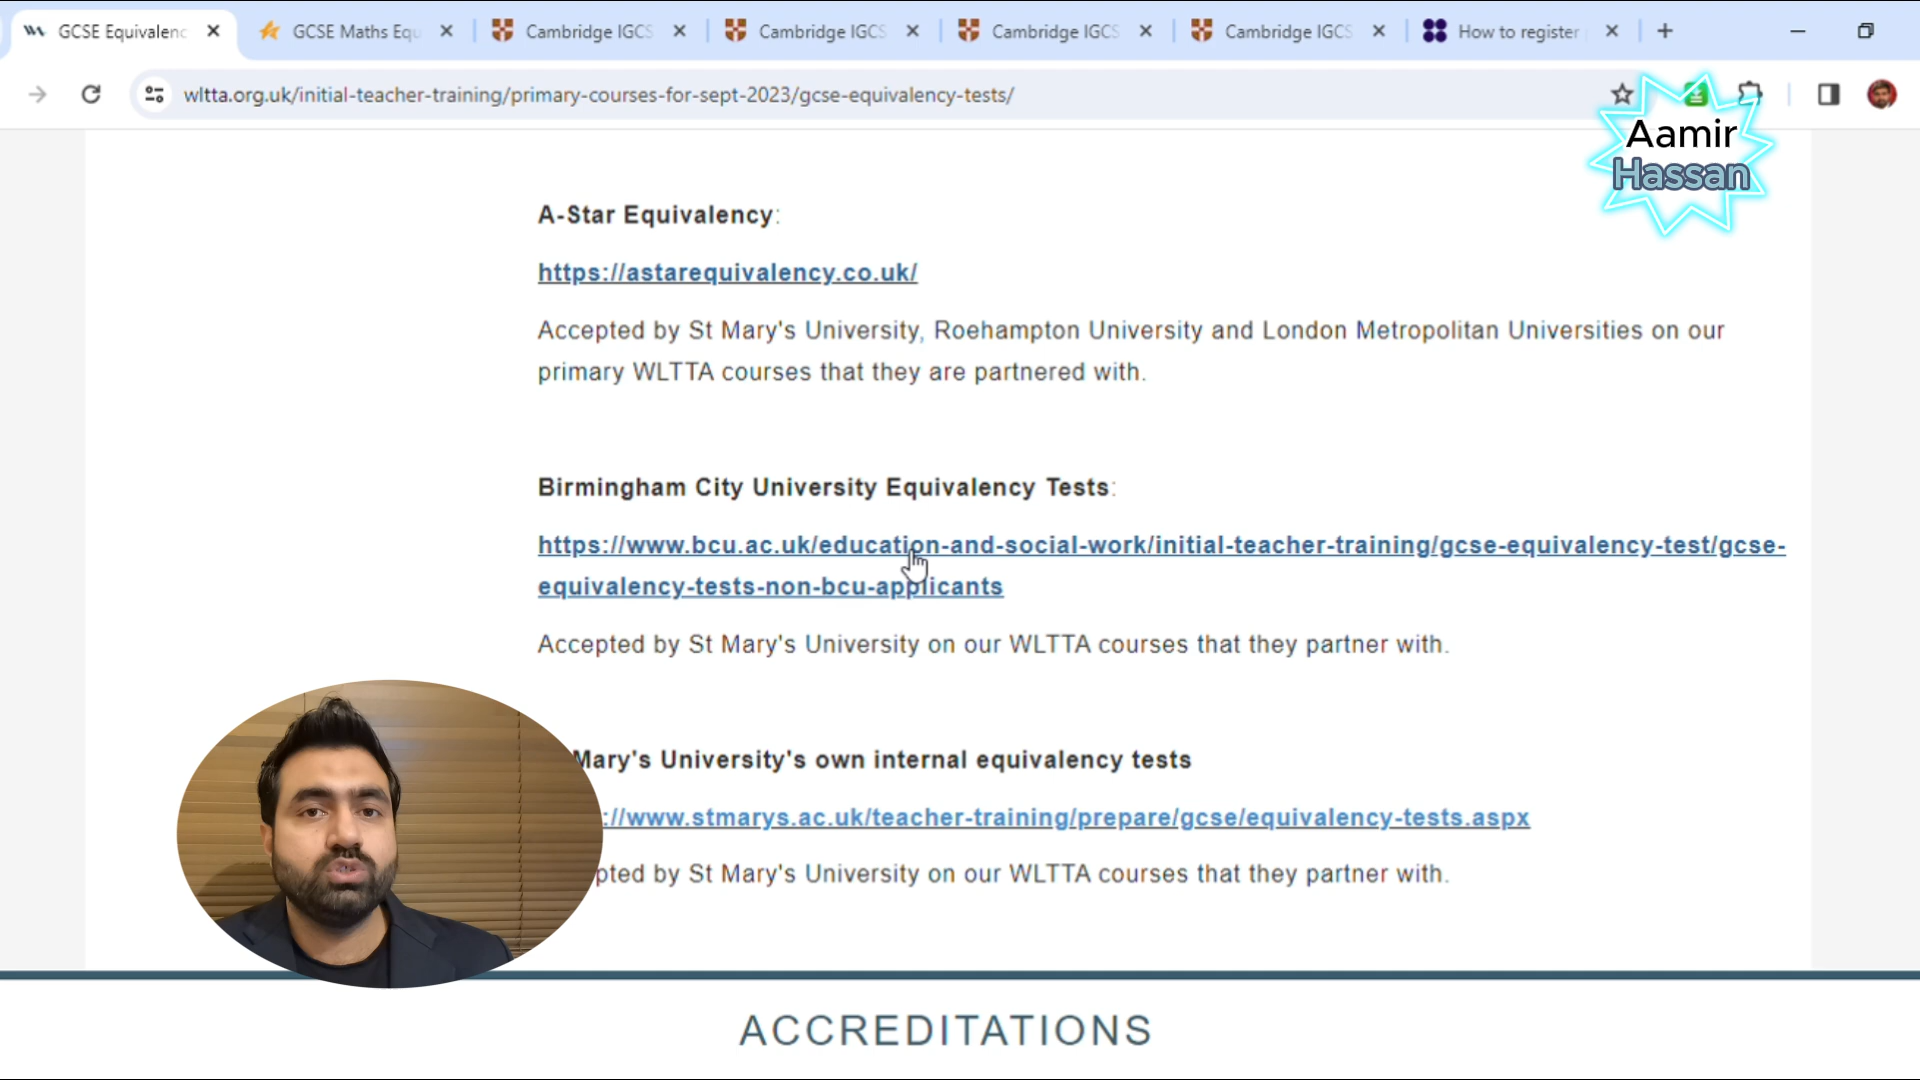 GCSE Equivalenc
GCSE Maths Equ
Cambridge IGCS
Cambridge IGCS
Cambridge IGCS
Cambridge IGCS
How to register
wltta.org.uk/initial-teacher-training/primary-courses-for-sept-2023/gcse-equivalency-tests/
Aamir
Hassan
A-Star Equivalency:
https://astarequivalency.co.uk/
Accepted by St Mary's University, Roehampton University and London Metropolitan Universities on our
primary WLTTA courses that they are partnered with.
Birmingham City University Equivalency Tests:
https://www.bcu.ac.uk/education-and-social-work/initial-teacher-training/gcse-equivalency-test/gcse-
equivalency-tests-non-bcu-applicants
Accepted by St Mary's University on our WLTTA courses that they partner with.
Mary's University's own internal equivalency tests
://www.stmarys.ac.uk/teacher-training/prepare/gcse/equivalency-tests.aspx
pted by St Mary's University on our WLTTA courses that they partner with.
ACCREDITATIONS